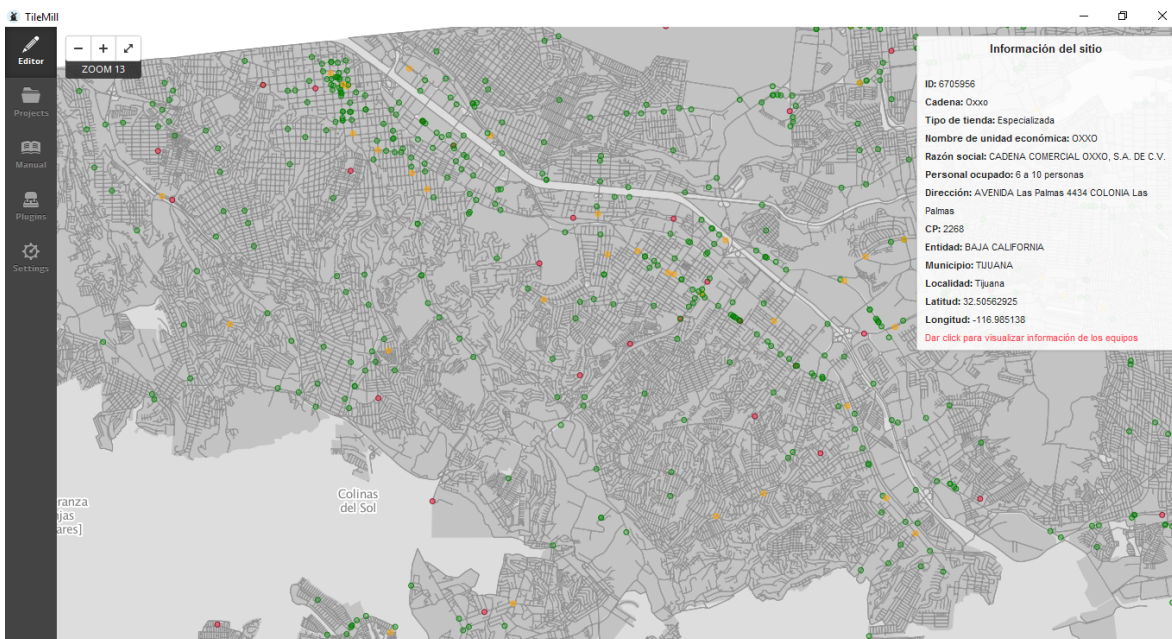 TileMill
Editor
Projects
Manual
Plugins
Settings
ZOOM 13
Información del sitio
ID: 6705956
Cadena: Oxxo
Tipo de tienda: Especializada
Nombre de unidad económica: OXXO
Razón social: CADENA COMERCIAL OXXO, S.A. DE C.V.
Personal ocupado: 6 a 10 personas
Dirección: AVENIDA Las Palmas 4434 COLONIA Las
Palmas
CP: 2268
Entidad: BAJA CALIFORNIA
Municipio: TIJUANA
Localidad: Tijuana
Latitud: 32.50562925
Longitud: -116.985138
Dar click para visualizar información de los equipos
Colinas
del Sol
ranza
jas
ares]